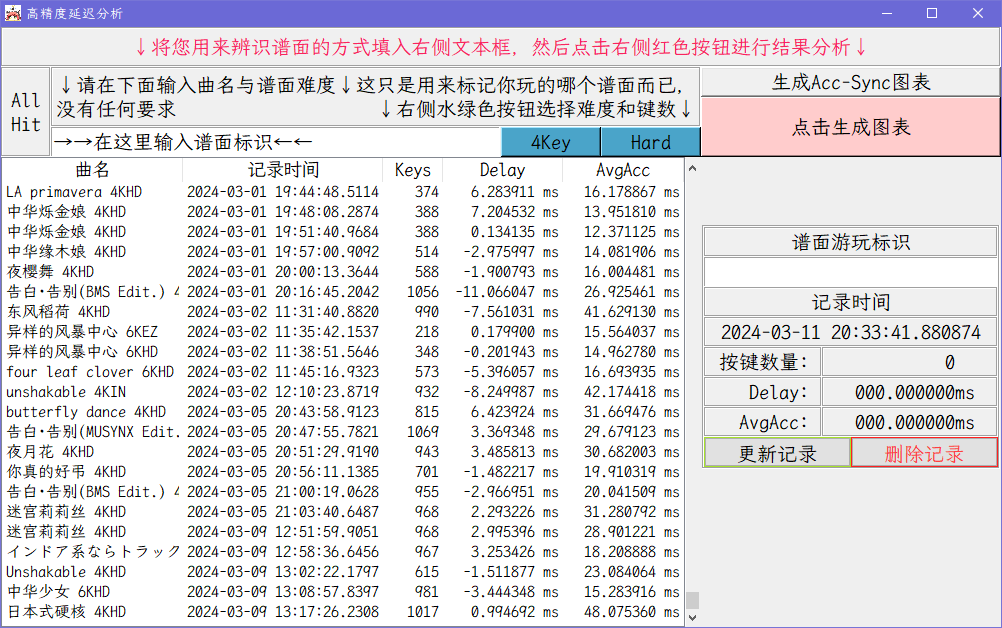 高精度延迟分析
↓将您用来辨识谱面的方式填入右侧文本框, 然后点击右侧红色按钮进行结果分析↓
All Hit
↓请在下面输入曲名与谱面难度↓这只是用来标记你玩的哪个谱面而已,
没有任何要求 ↓右侧水绿色按钮选择难度和键数↓
→→在这里输入谱面标识←← 4Key Hard
生成Acc-Sync图表
点击生成图表
曲名 记录时间 Keys Delay AvgAcc
LA primavera 4KHD 2024-03-01 19:44:48.5114 374 6.283911 ms 16.178867 ms
中华烁金娘 4KHD 2024-03-01 19:48:08.2874 388 7.204532 ms 13.951810 ms
中华烁金娘 4KHD 2024-03-01 19:51:40.9684 388 0.134135 ms 12.371125 ms
中华缘木娘 4KHD 2024-03-01 19:57:00.9092 514 -2.975997 ms 14.081906 ms
夜樱舞 4KHD 2024-03-01 20:00:13.3644 588 -1.900793 ms 16.004481 ms
告白·告别(BMS Edit.) 4 2024-03-01 20:16:45.2042 1056 -11.066047 ms 26.925461 ms
东风稻荷 4KHD 2024-03-02 11:31:40.8820 990 -7.561031 ms 41.629130 ms
异样的风暴中心 6KEZ 2024-03-02 11:35:42.1537 218 0.179900 ms 15.564037 ms
异样的风暴中心 6KHD 2024-03-02 11:38:51.5646 348 -0.201943 ms 14.962780 ms
four leaf clover 6KHD 2024-03-02 11:45:16.9323 573 -5.396057 ms 16.693935 ms
unshakable 4KIN 2024-03-02 12:10:23.8719 932 -8.249987 ms 42.174418 ms
butterfly dance 4KHD 2024-03-05 20:43:58.9123 815 6.423924 ms 31.669476 ms
告白·告别(MUSYNX Edit. 2024-03-05 20:47:55.7821 1069 3.369348 ms 29.679123 ms
夜月花 4KHD 2024-03-05 20:51:29.9190 943 3.485813 ms 30.682003 ms
你真的好弔 4KHD 2024-03-05 20:56:11.1385 701 -1.482217 ms 19.910319 ms
告白·告别(BMS Edit.) 4 2024-03-05 21:00:19.0628 955 -2.966951 ms 20.041509 ms
迷宫莉莉丝 4KHD 2024-03-05 21:03:40.6487 968 2.293226 ms 31.280792 ms
迷宫莉莉丝 4KHD 2024-03-09 12:51:59.9051 968 2.995396 ms 28.901221 ms
インドア系ならトラック 2024-03-09 12:58:36.6456 967 3.253426 ms 18.208888 ms
Unshakable 4KHD 2024-03-09 13:02:22.1797 615 -1.511877 ms 23.084064 ms
中华少女 6KHD 2024-03-09 13:08:57.8397 981 -3.444348 ms 15.283916 ms
日本式硬核 4KHD 2024-03-09 13:17:26.2308 1017 0.994692 ms 48.075360 ms
谱面游玩标识
记录时间
2024-03-11 20:33:41.880874
按键数量: 0
Delay: 000.000000ms
AvgAcc: 000.000000ms
更新记录 删除记录